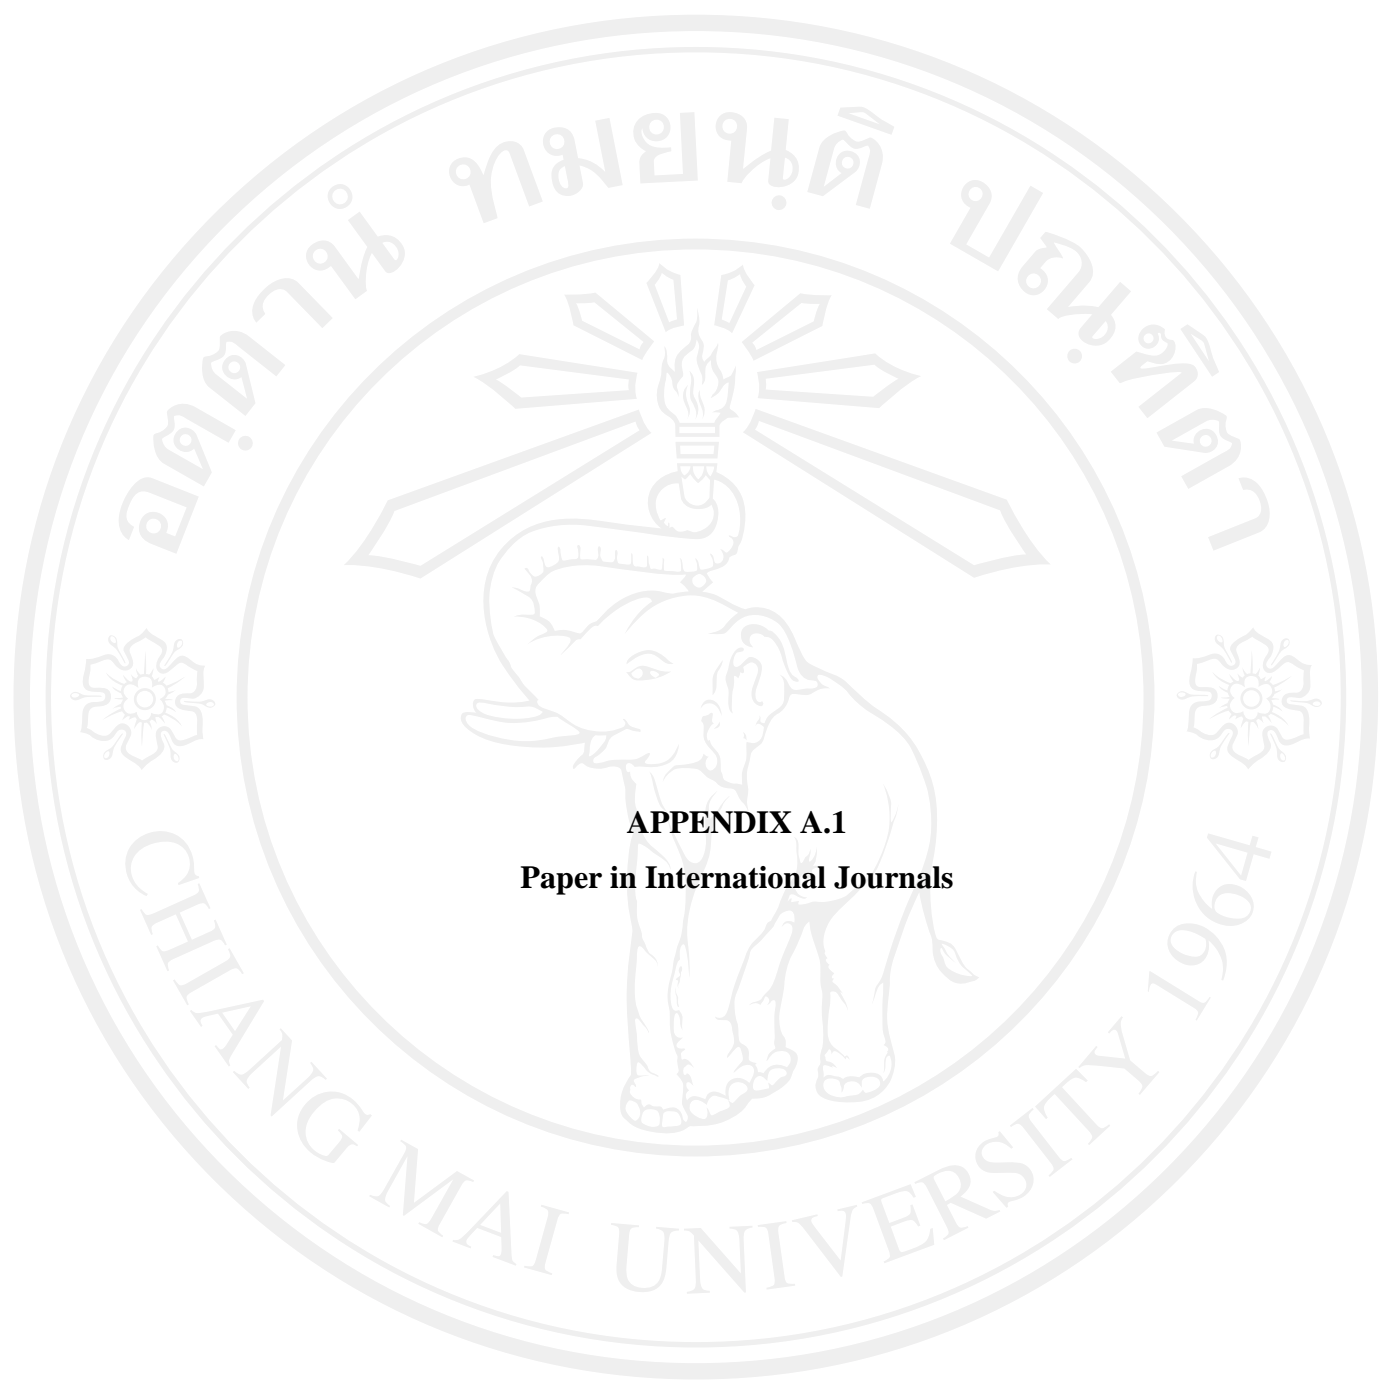 อตฺตานํ ทมยนฺติ ปณฺฑิตา
APPENDIX A.1
Paper in International Journals
CHIANG MAI UNIVERSITY 1964